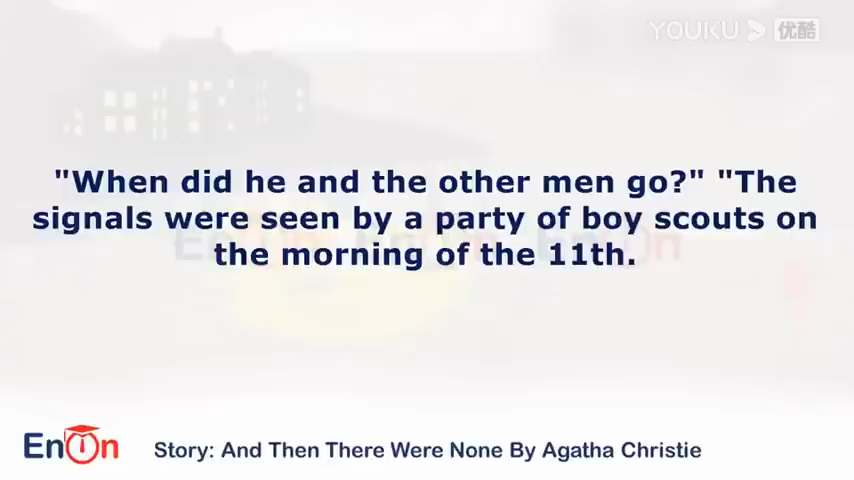 YOUKU 优酷
"When did he and the other men go?" "The
signals were seen by a party of boy scouts on
the morning of the 11th.
EnOn
Story: And Then There Were None By Agatha Christie